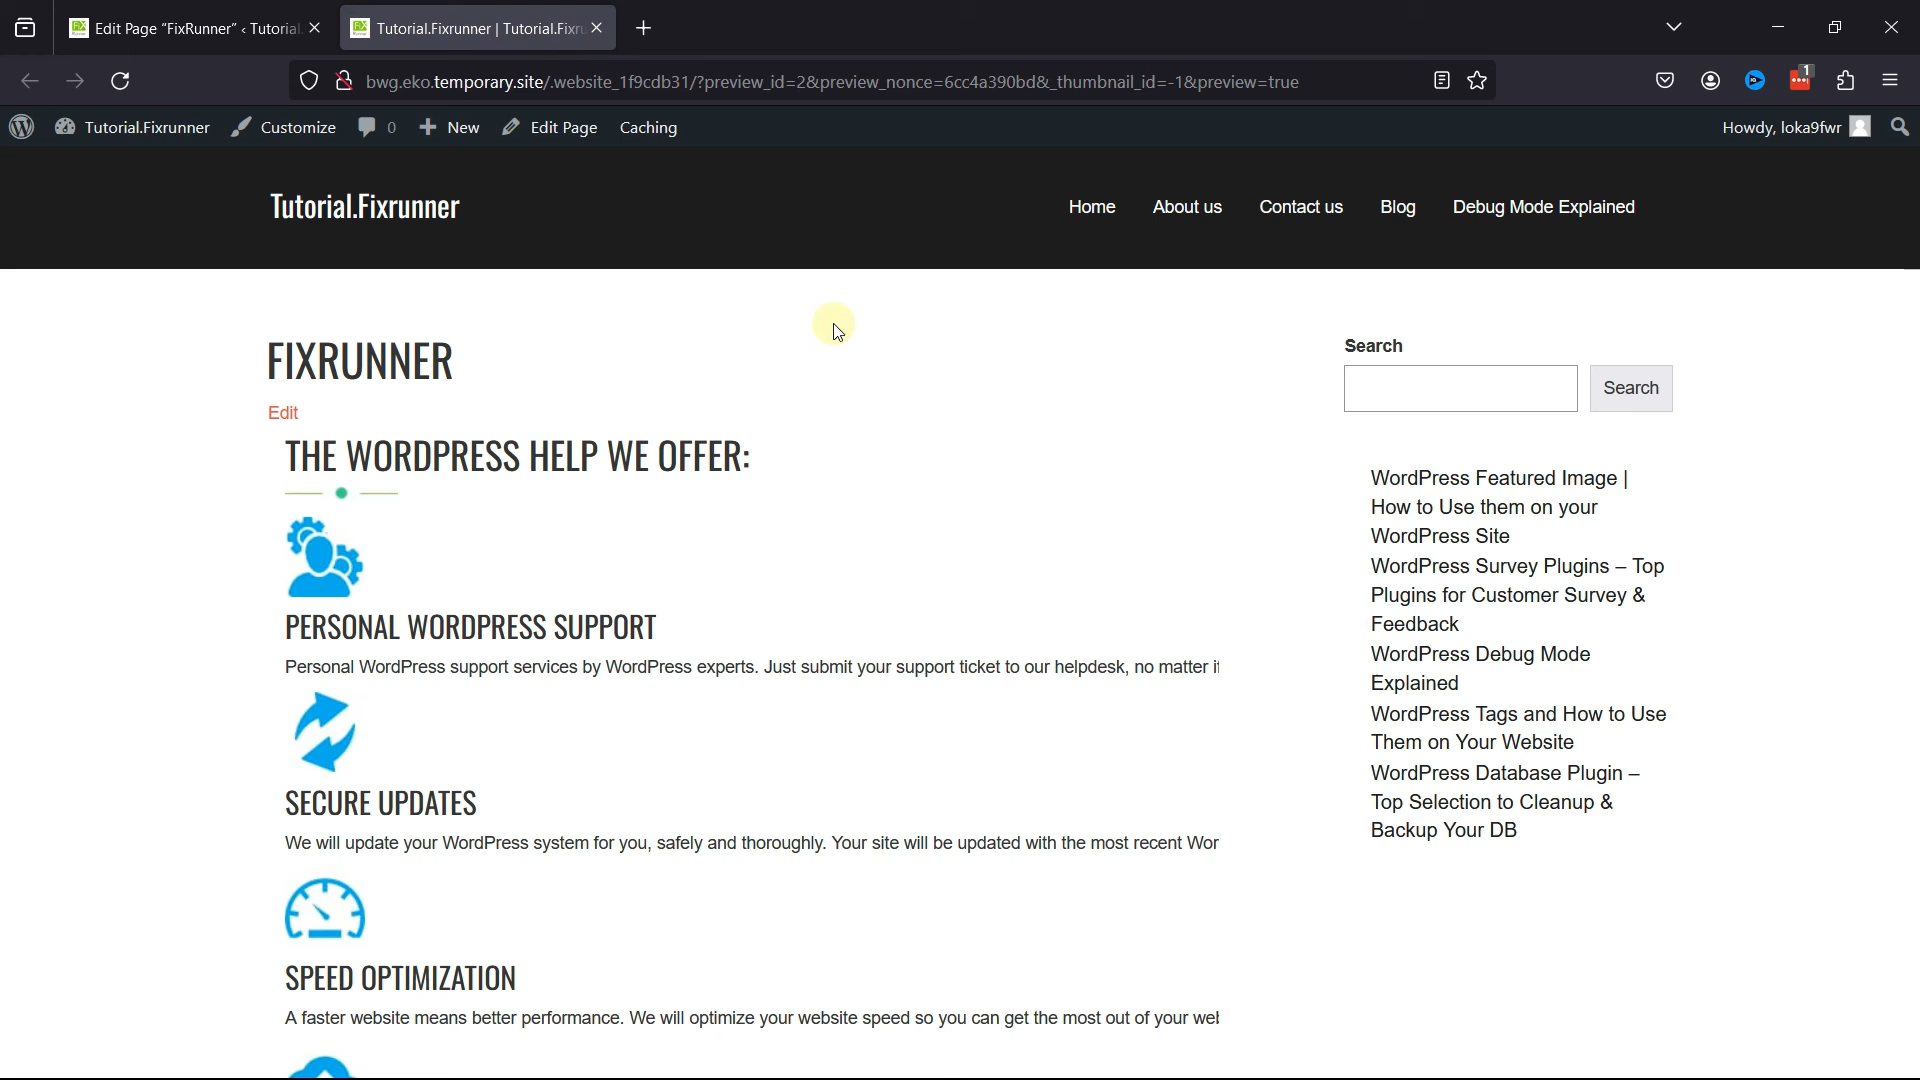 Edit Page “FixRunner” ‹ Tutorial.
Tutorial.Fixrunner | Tutorial.Fixru
bwg.eko.temporary.site/.website_1f9cdb31/?preview_id=2&preview_nonce=6cc4a390bd&_thumbnail_id=-1&preview=true
1
Tutorial.Fixrunner
Customize
0
New
Edit Page
Caching
Howdy, loka9fwr
Tutorial.Fixrunner
Home
About us
Contact us
Blog
Debug Mode Explained
FIXRUNNER
Edit
THE WORDPRESS HELP WE OFFER:
PERSONAL WORDPRESS SUPPORT
Personal WordPress support services by WordPress experts. Just submit your support ticket to our helpdesk, no matter
SECURE UPDATES
We will update your WordPress system for you, safely and thoroughly. Your site will be updated with the most recent Wor
SPEED OPTIMIZATION
A faster website means better performance. We will optimize your website speed so you can get the most out of your
Search
Search
WordPress Featured Image |
How to Use them on your
WordPress Site
WordPress Survey Plugins – Top
Plugins for Customer Survey &
Feedback
WordPress Debug Mode
Explained
WordPress Tags and How to Use
Them on Your Website
WordPress Database Plugin –
Top Selection to Cleanup &
Backup Your DB